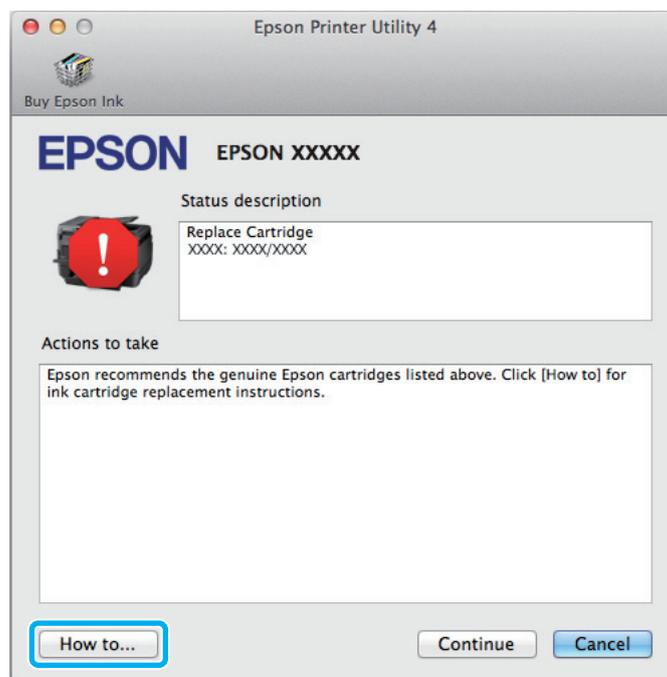 Epson Printer Utility 4
Buy Epson Ink
EPSON EPSON XXXXX
Status description
Replace Cartridge
XXXX: XXXX/XXXX
!
Actions to take
Epson recommends the genuine Epson cartridges listed above. Click [How to] for
ink cartridge replacement instructions.
How to... Continue Cancel